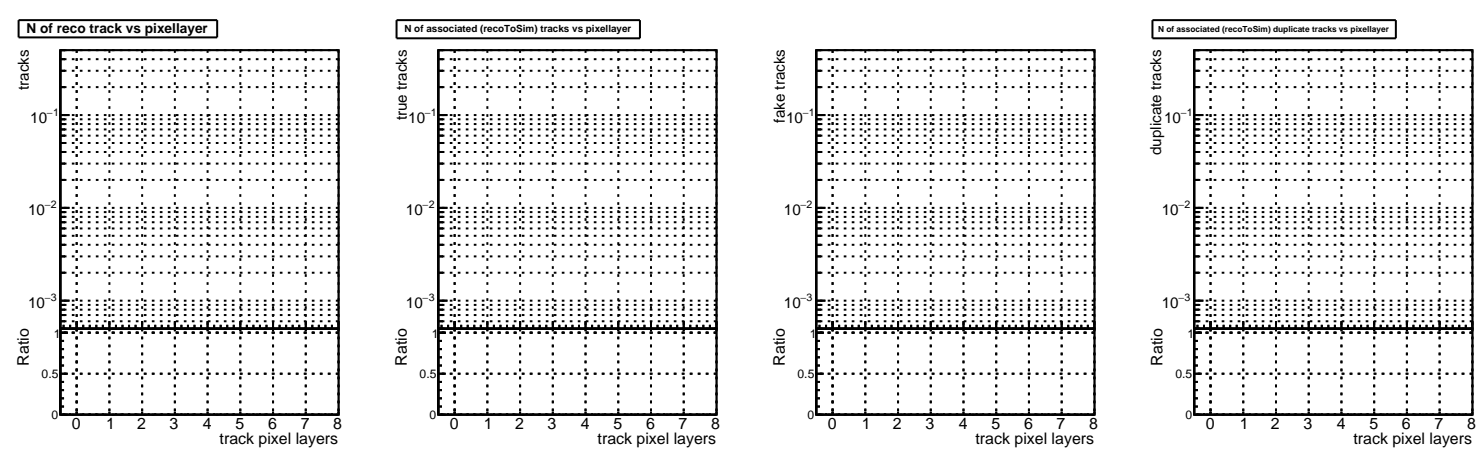 N of reco track vs pixellayer
tracks
10−1
10−2
10−3
Ratio
1
0.5
0
0 1 2 3 4 5 6 7 8
track pixel layers
N of associated (recoToSim) tracks vs pixellayer
true tracks
10−1
10−2
10−3
Ratio
1
0.5
0
0 1 2 3 4 5 6 7 8
track pixel layers
fake tracks
10−1
10−2
10−3
Ratio
1
0.5
0
0 1 2 3 4 5 6 7 8
track pixel layers
N of associated (recoToSim) duplicate tracks vs pixellayer
duplicate tracks
10−1
10−2
10−3
Ratio
1
0.5
0
0 1 2 3 4 5 6 7 8
track pixel layers